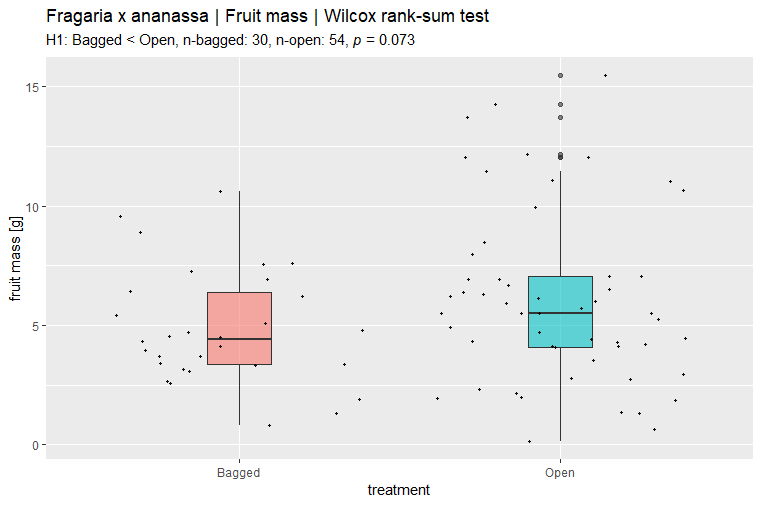 Fragaria x ananassa | Fruit mass | Wilcox rank-sum test
H1: Bagged < Open, n-bagged: 30, n-open: 54, p = 0.073
15
10
5
0
fruit mass [g]
Bagged Open
treatment